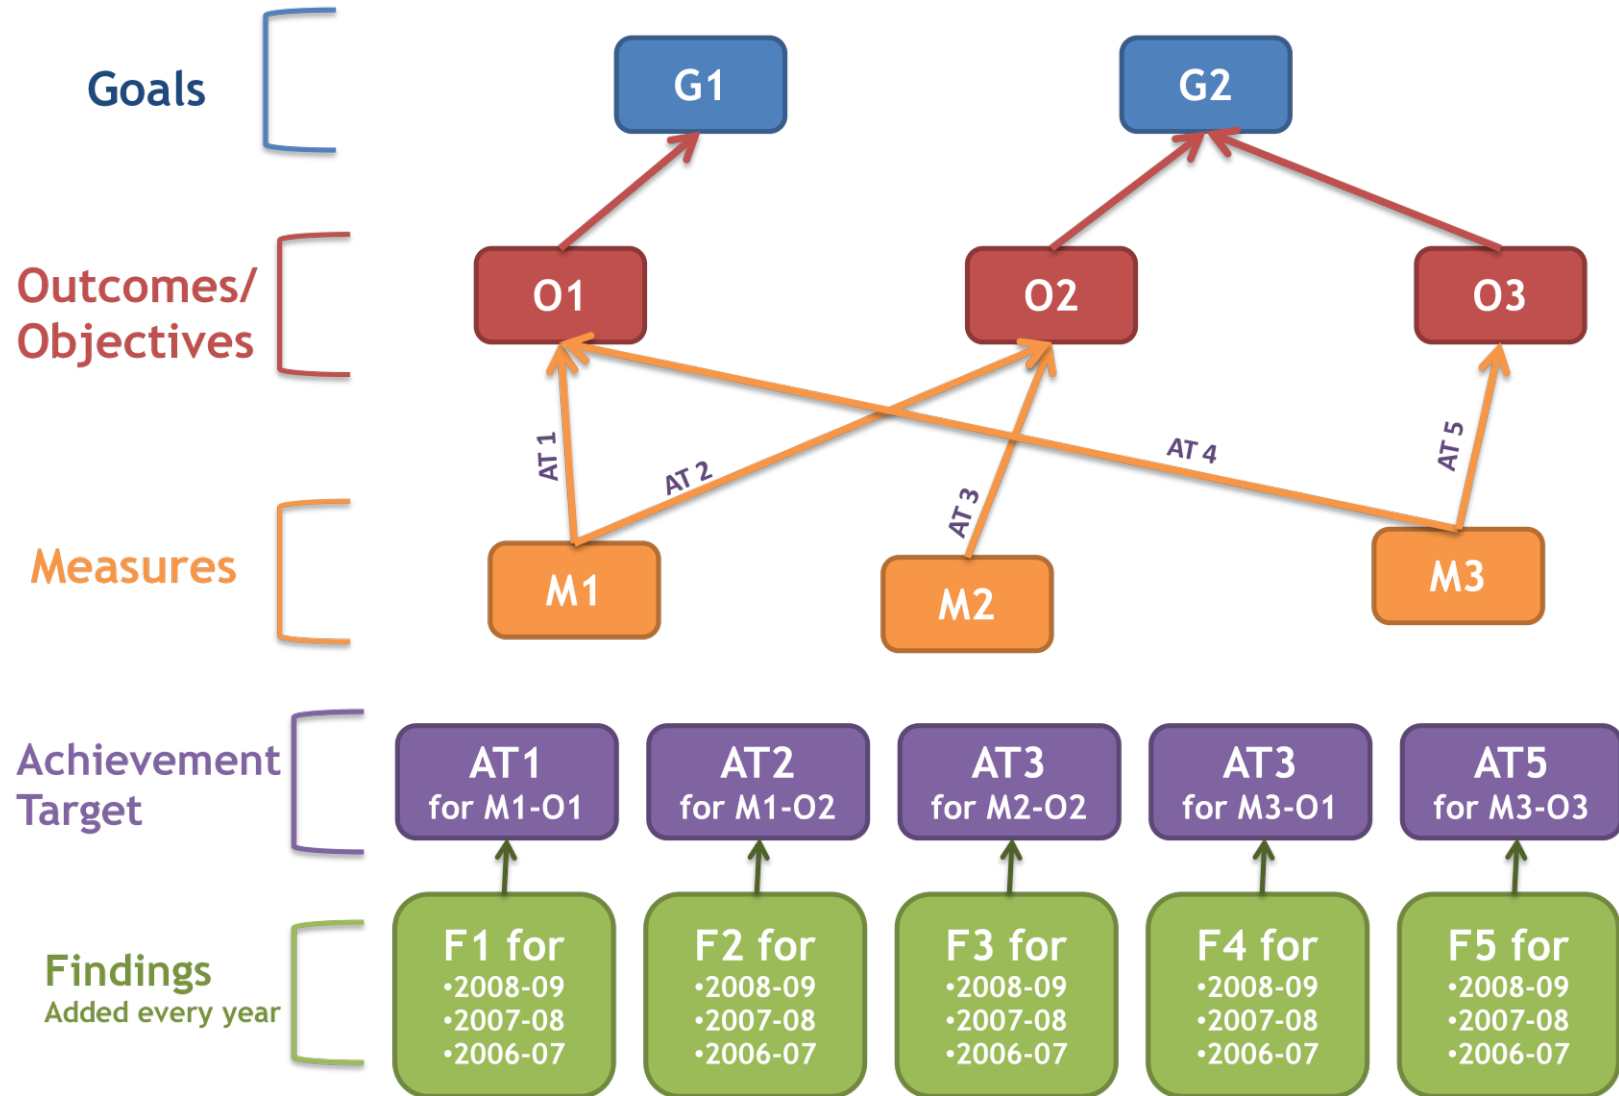 Goals
G1
G2
Outcomes/
Objectives
O1
O2
O3
AT 1
AT 2
AT 3
AT 4
AT 5
Measures
M1
M2
M3
Achievement
Target
AT1
for M1-O1
AT2
for M1-O2
AT3
for M2-O2
AT3
for M3-O1
AT5
for M3-O3
Findings
Added every year
F1 for
•2008-09
•2007-08
•2006-07
F2 for
•2008-09
•2007-08
•2006-07
F3 for
•2008-09
•2007-08
•2006-07
F4 for
•2008-09
•2007-08
•2006-07
F5 for
•2008-09
•2007-08
•2006-07